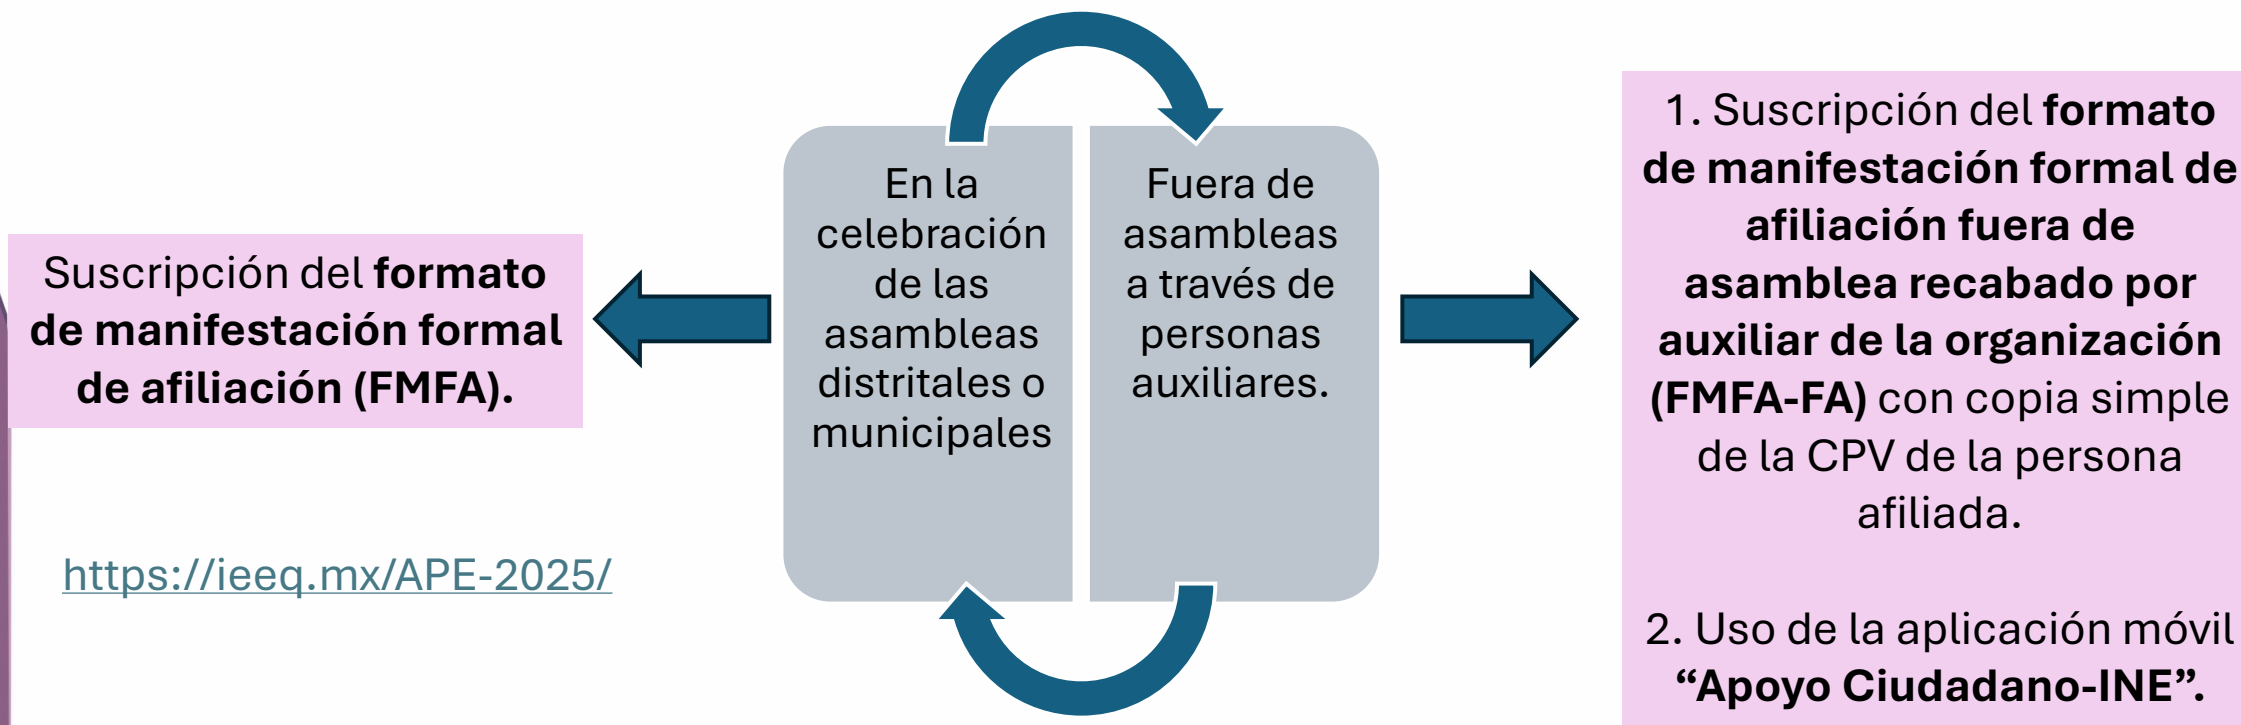 Suscripción del formato
de manifestación formal
de afiliación (FMFA).
https://ieeq.mx/APE-2025/
En la
celebración
de las
asambleas
distritales o
municipales
Fuera de
asambleas
a través de
personas
auxiliares.
1. Suscripción del formato
de manifestación formal de
afiliación fuera de
asamblea recabado por
auxiliar de la organización
(FMFA-FA) con copia simple
de la CPV de la persona
afiliada.
2. Uso de la aplicación móvil
“Apoyo Ciudadano-INE”.